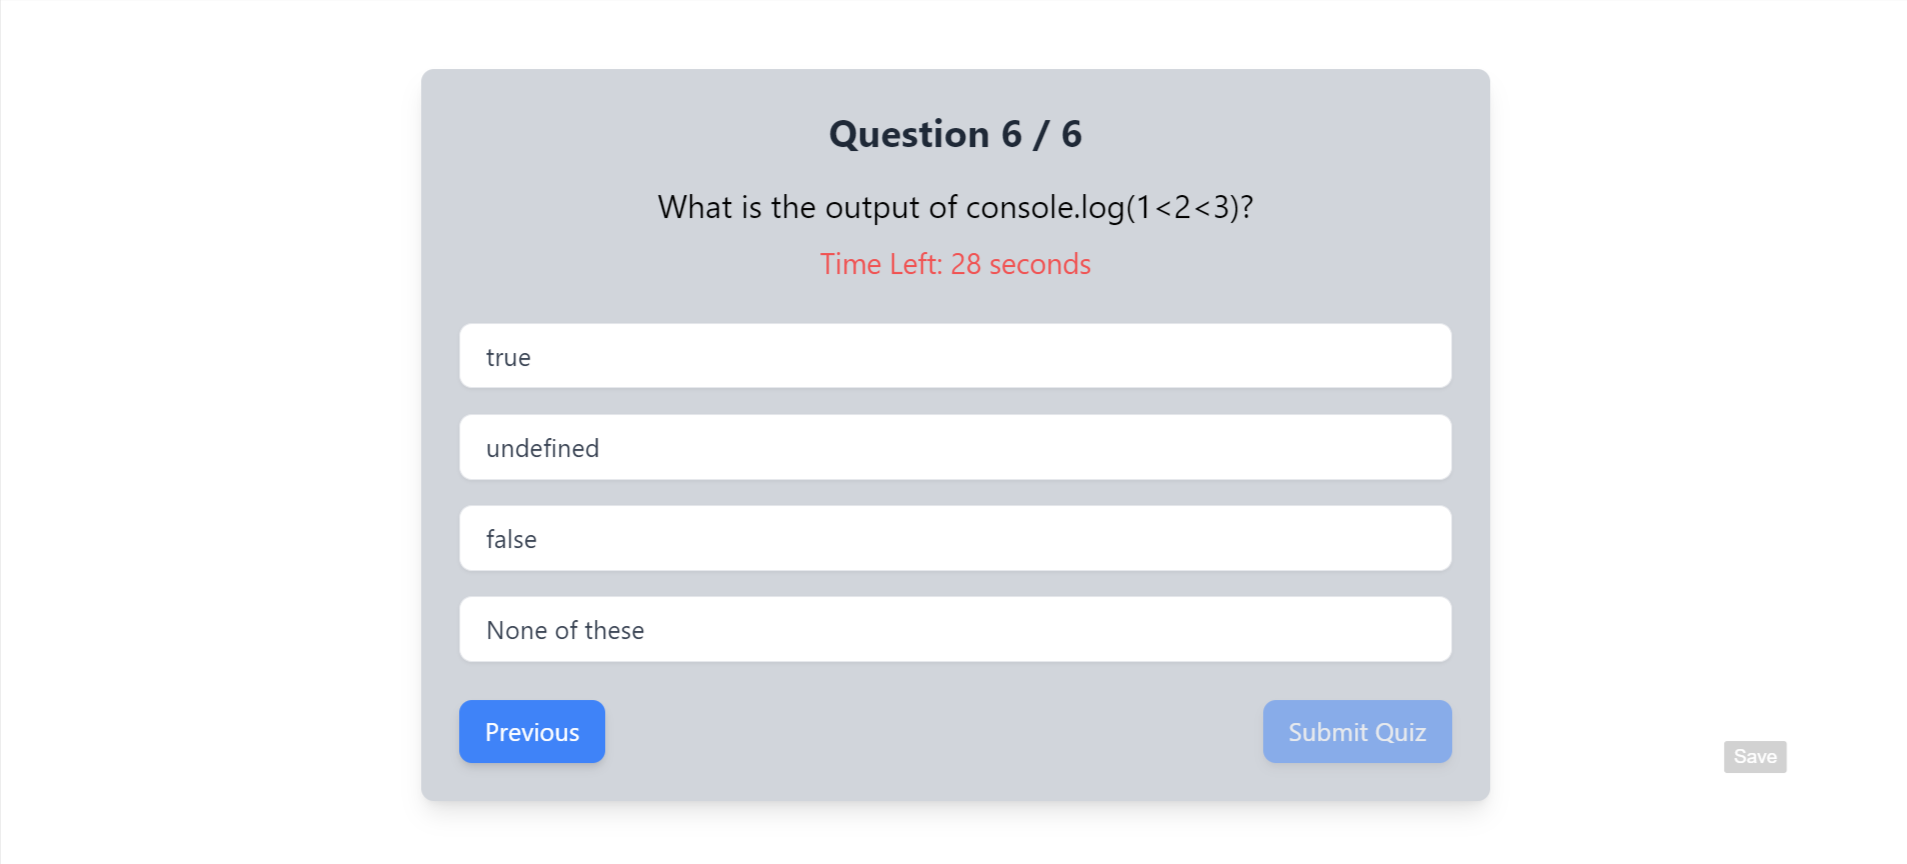 Question 6 / 6
What is the output of console.log(1<2<3)?
Time Left: 28 seconds
true
undefined
false
None of these
Previous
Submit Quiz
Save